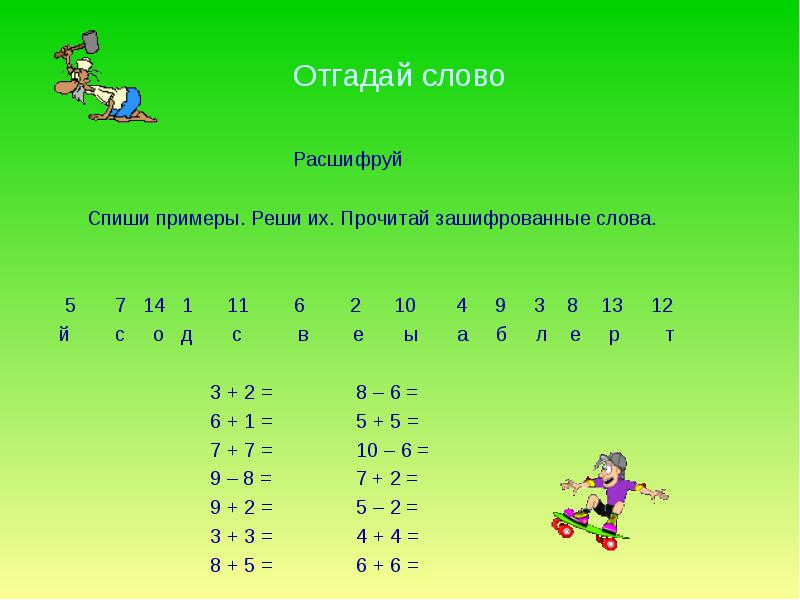 Отгадай слово
Расшифруй
Спиши примеры. Реши их. Прочитай зашифрованные слова.
5 7 14 1 11 6 2 10 4 9 3 8 13 12
й с о д с в е ы а б л е р т
3 + 2 = 8 – 6 =
6 + 1 = 5 + 5 =
7 + 7 = 10 – 6 =
9 – 8 = 7 + 2 =
9 + 2 = 5 – 2 =
3 + 3 = 4 + 4 =
8 + 5 = 6 + 6 =